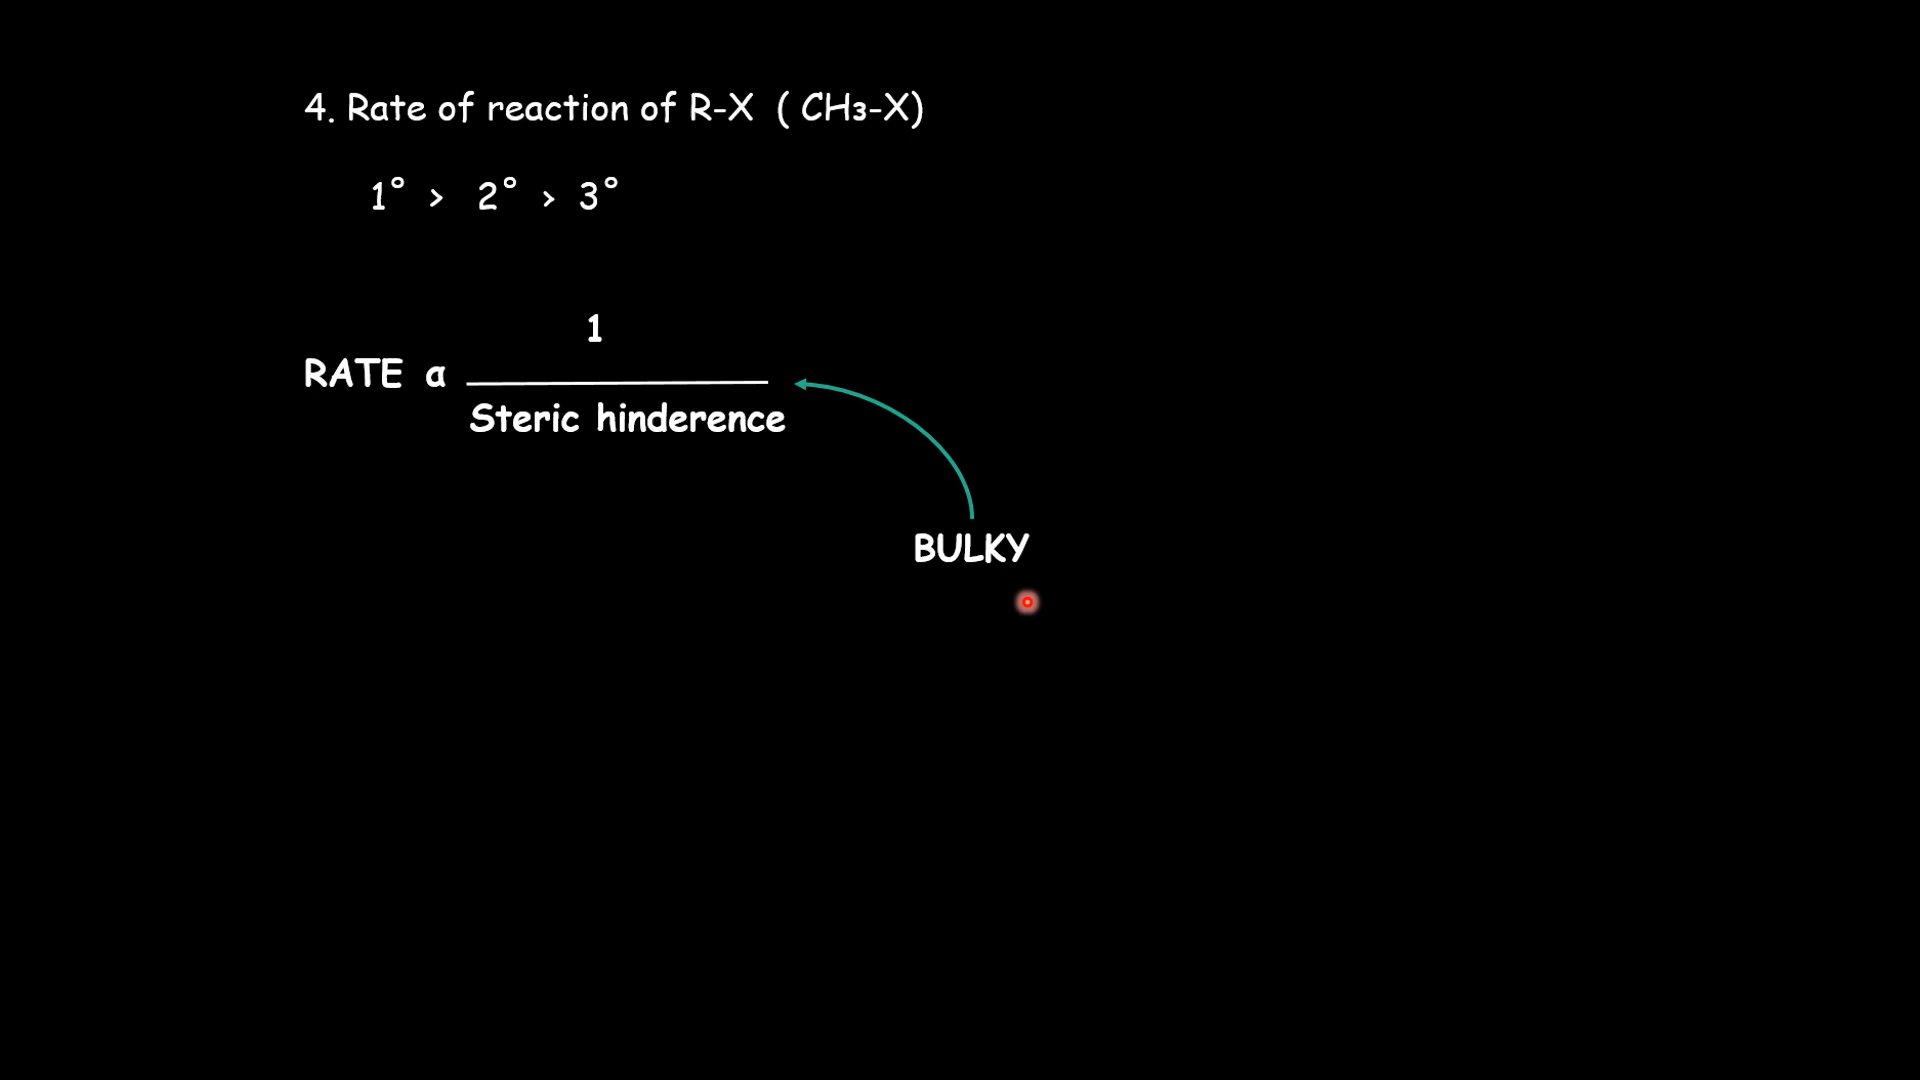 4. Rate of reaction of R-X ( CH₃-X)
1° > 2° > 3°
1
RATE α
Steric hinderence
BULKY